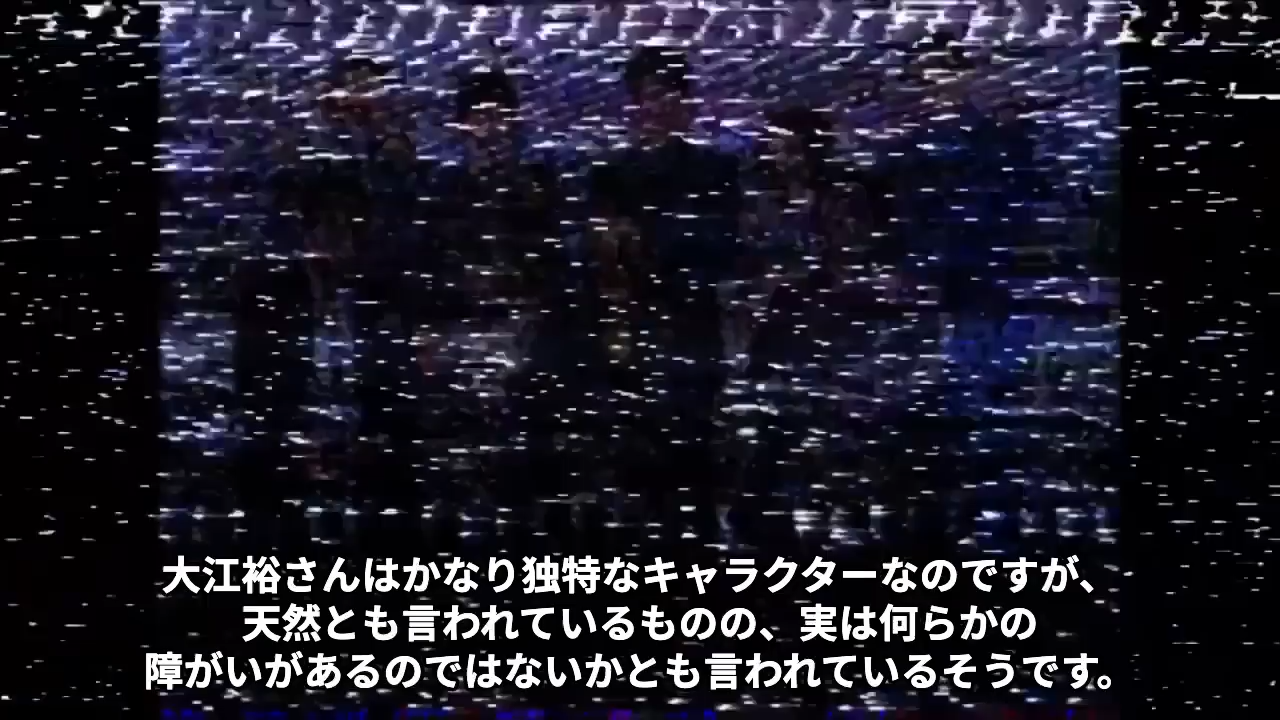 大江裕さんはかなり独特なキャラクターなのですが、
天然とも言われているものの、実は何らかの
障がいがあるのではないかとも言われているそうです。